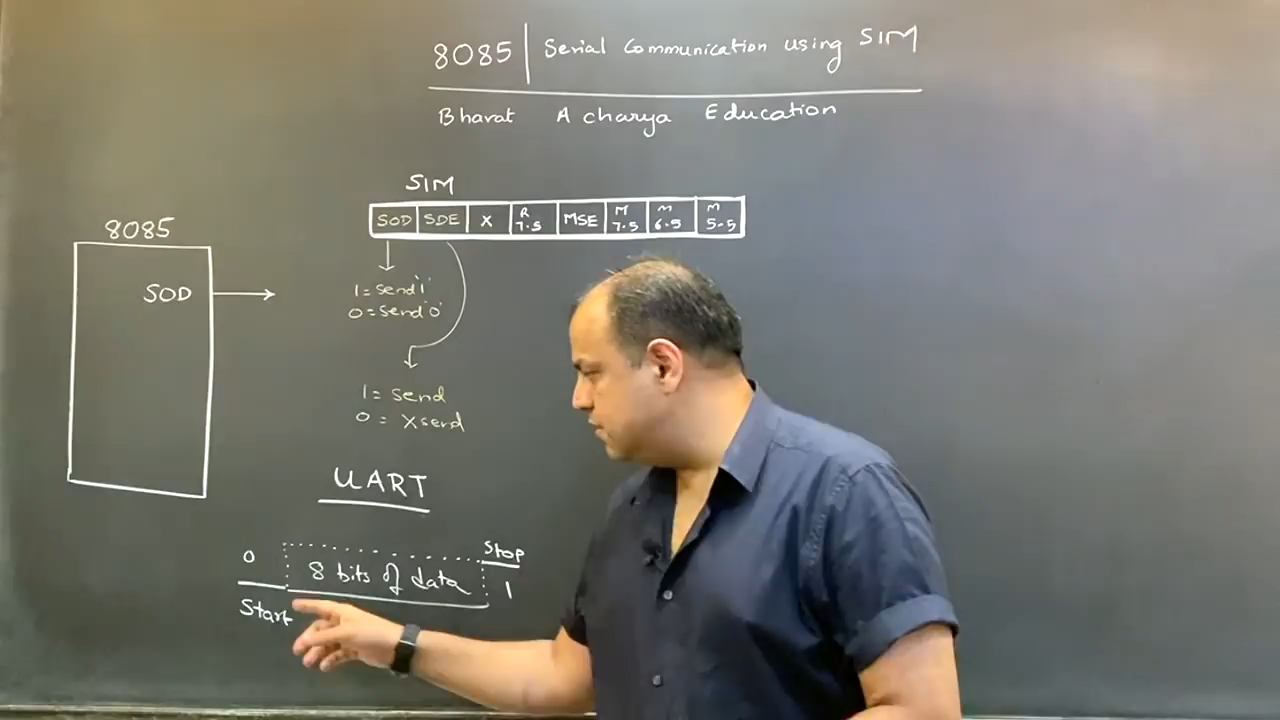 8085 | Serial Communication using SIM
Bharat Acharya Education
SIM
SOD SDE X R 7.5 MSE M 7.5 M 6.5 M 5.5
8085
SOD
1 = send '1'
0 = send '0'
1 = send
0 = X send
UART
0 8 bits of data Stop
Start 1